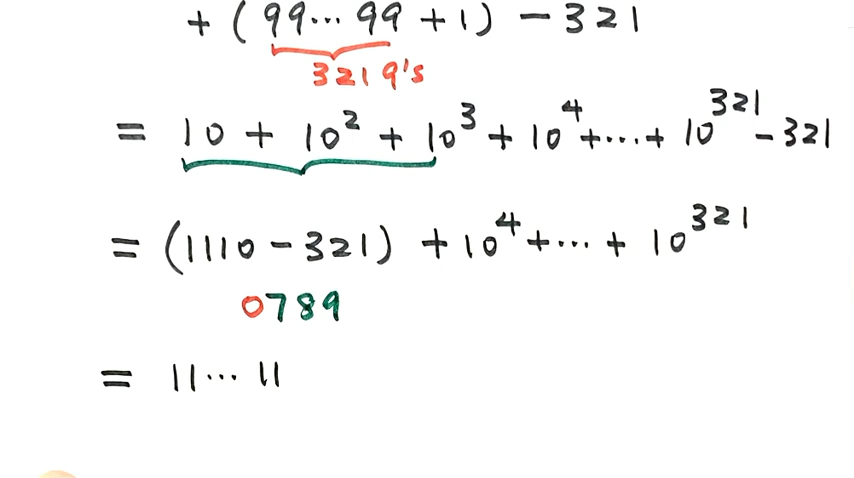 + (99...99 + 1) - 321
321 9's
= 10 + 10² + 10³ + 10⁴ + ... + 10³²¹ - 321
= (1110 - 321) + 10⁴ + ... + 10³²¹
0789
= 11...11